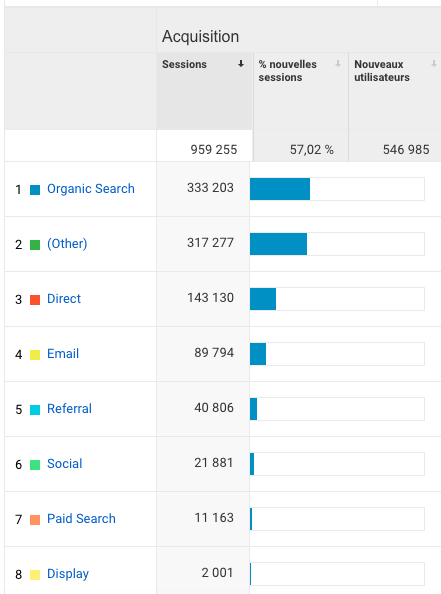 Acquisition
Sessions % nouvelles sessions Nouveaux utilisateurs
959 255 57,02 % 546 985
1 Organic Search 333 203
2 (Other) 317 277
3 Direct 143 130
4 Email 89 794
5 Referral 40 806
6 Social 21 881
7 Paid Search 11 163
8 Display 2 001